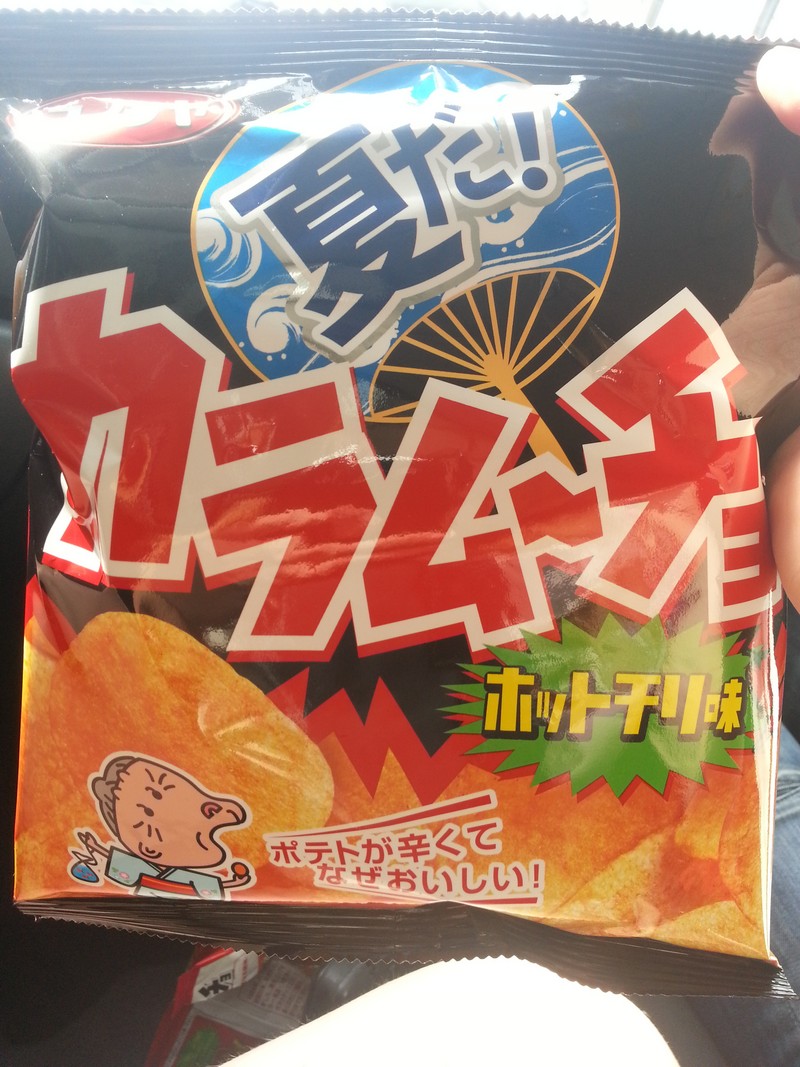 夏だ!
カラムーチョ
ホットチリ味
ポテトが辛くて
なぜおいしい!